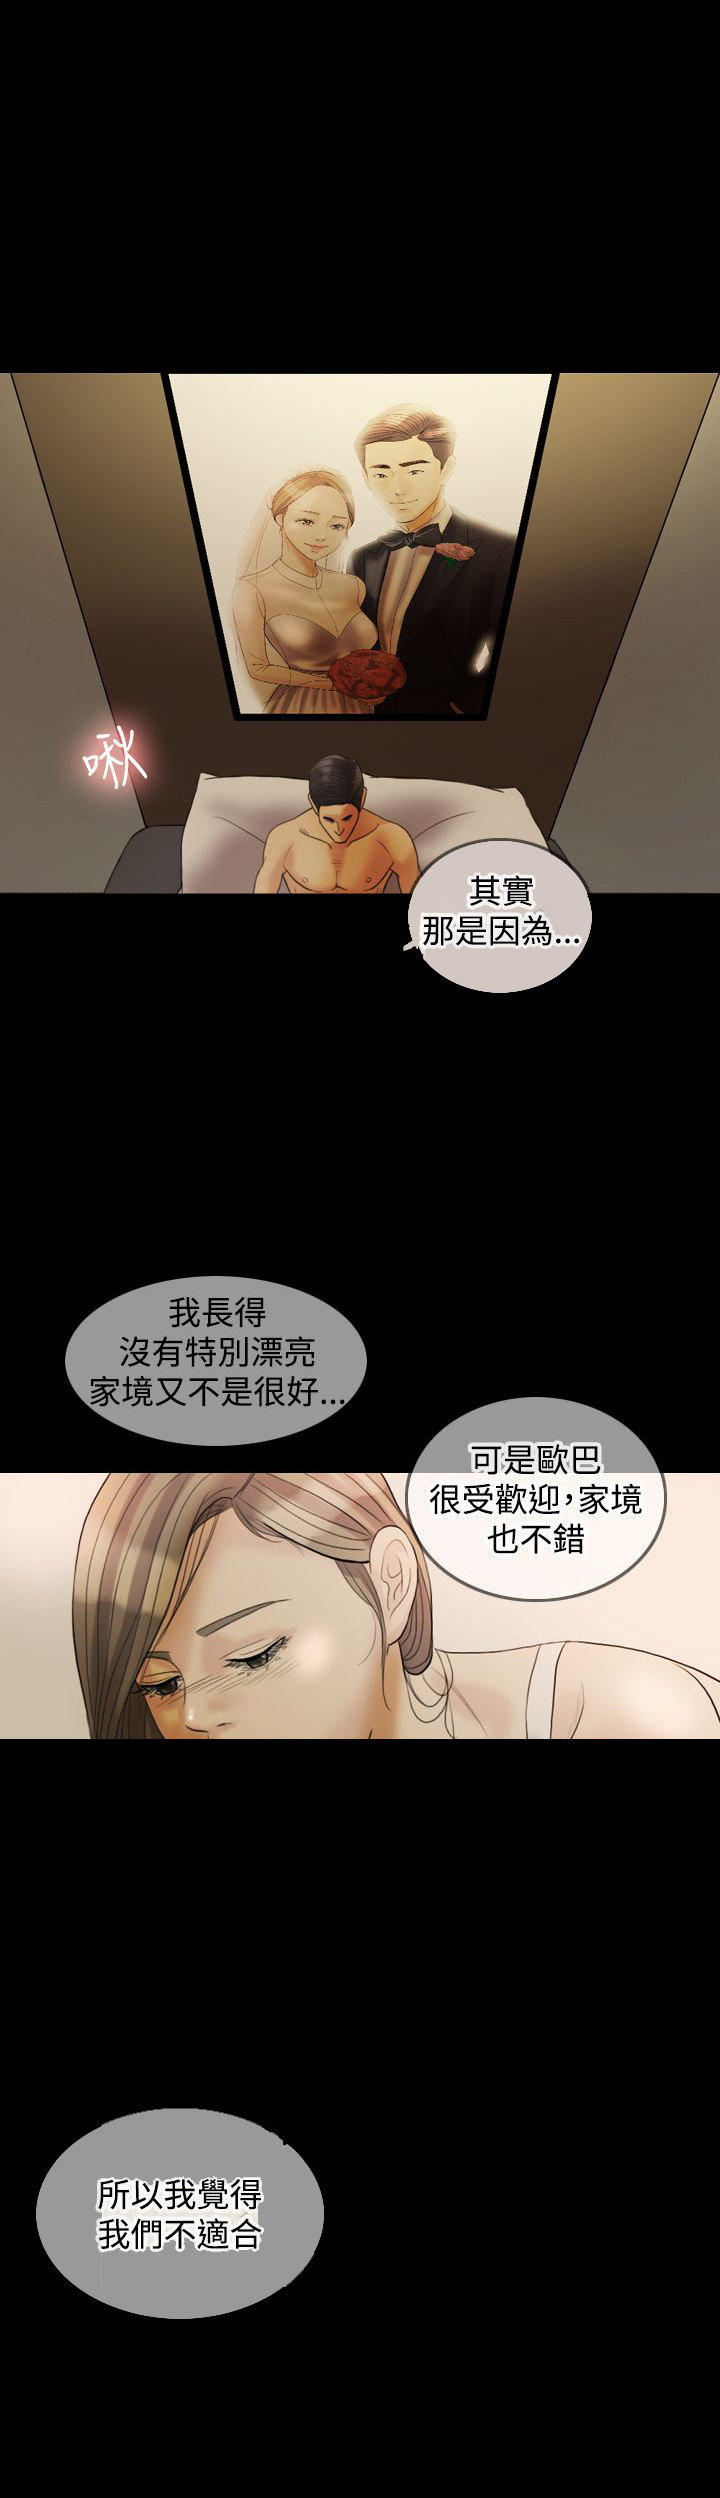 啾
其實
那是因為...
我長得
沒有特別漂亮
家境又不是很好...
可是歐巴
很受歡迎,家境
也不錯
所以我覺得
我們不適合